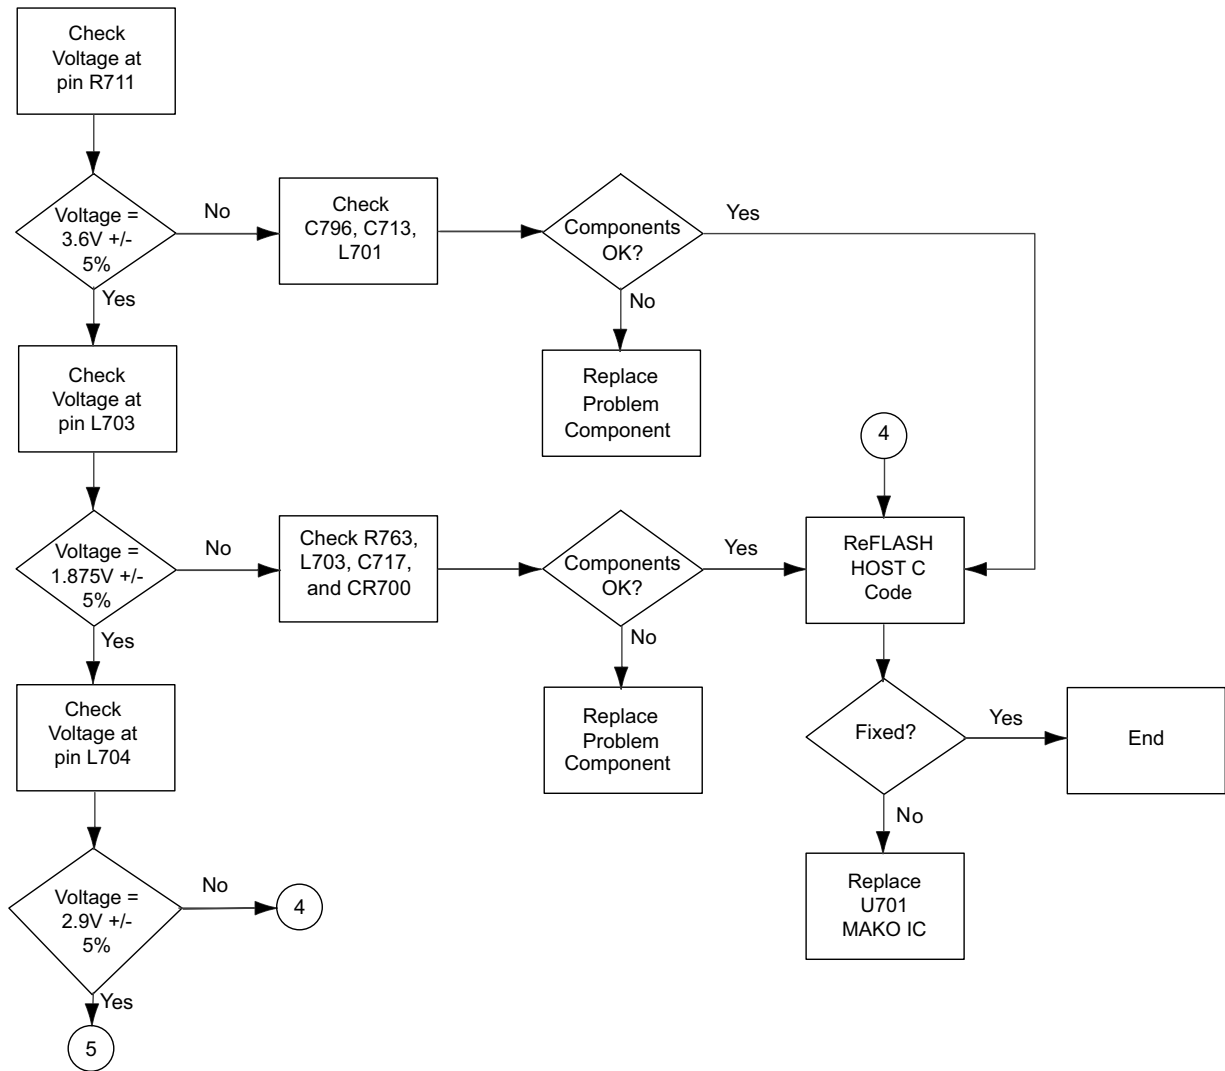 Check
Voltage at
pin R711
Voltage =
3.6V +/-
5%
No
Check
C796, C713,
L701
Components
OK?
Yes
Yes
No
Check
Voltage at
pin L703
Replace
Problem
Component
4
Voltage =
1.875V +/-
5%
No
Check R763,
L703, C717,
and CR700
Components
OK?
Yes
ReFLASH
HOST C
Code
Yes
No
Check
Voltage at
pin L704
Replace
Problem
Component
Fixed?
Yes
End
No
Voltage =
2.9V +/-
5%
No
4
Replace
U701
MAKO IC
Yes
5